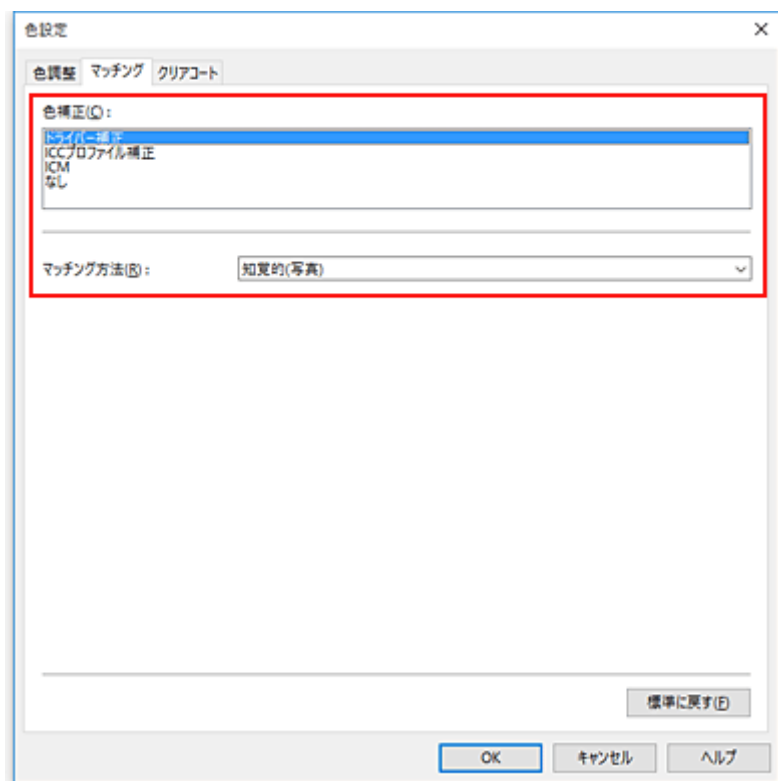 色設定
色調整 マッチング クリアコート
色補正(C):
ドライバー補正
ICCプロファイル補正
ICM
なし
マッチング方法(R): 知覚的(写真)
標準に戻す(F)
OK キャンセル ヘルプ